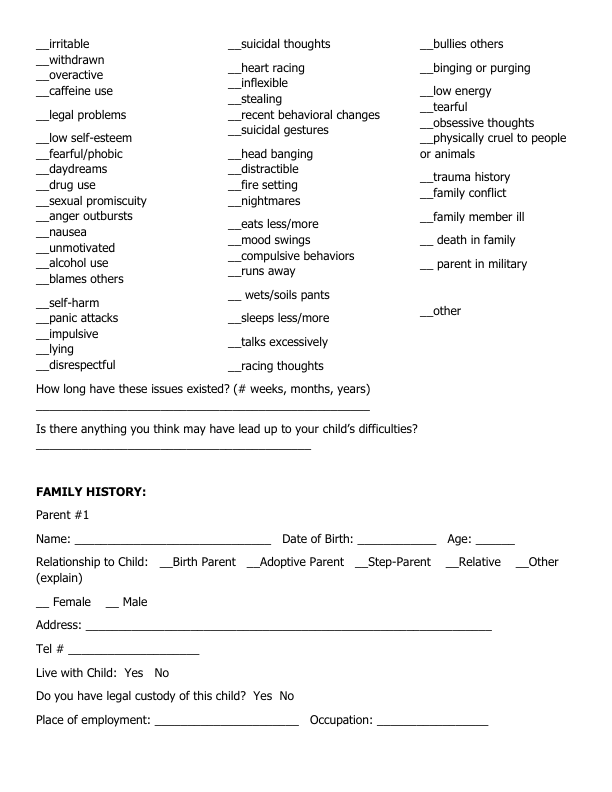 __irritable
__withdrawn
__overactive
__caffeine use
__legal problems
__low self-esteem
__fearful/phobic
__daydreams
__drug use
__sexual promiscuity
__anger outbursts
__nausea
__unmotivated
__alcohol use
__blames others
__self-harm
__panic attacks
__impulsive
__lying
__disrespectful
__suicidal thoughts
__heart racing
__inflexible
__stealing
__recent behavioral changes
__suicidal gestures
__head banging
__distractible
__fire setting
__nightmares
__eats less/more
__mood swings
__compulsive behaviors
__runs away
__ wets/soils pants
__sleeps less/more
__talks excessively
__racing thoughts
__bullies others
__binging or purging
__low energy
__tearful
__obsessive thoughts
__physically cruel to people
or animals
__trauma history
__family conflict
__family member ill
__ death in family
__ parent in military
__other
How long have these issues existed? (# weeks, months, years)
___________________________________________________
Is there anything you think may have lead up to your child’s difficulties?
__________________________________________
FAMILY HISTORY:
Parent #1
Name: ______________________________ Date of Birth: ____________ Age: ______
Relationship to Child: __Birth Parent __Adoptive Parent __Step-Parent __Relative __Other
(explain)
__ Female __ Male
Address: ______________________________________________________________
Tel # ____________________
Live with Child: Yes No
Do you have legal custody of this child? Yes No
Place of employment: ______________________ Occupation: _________________